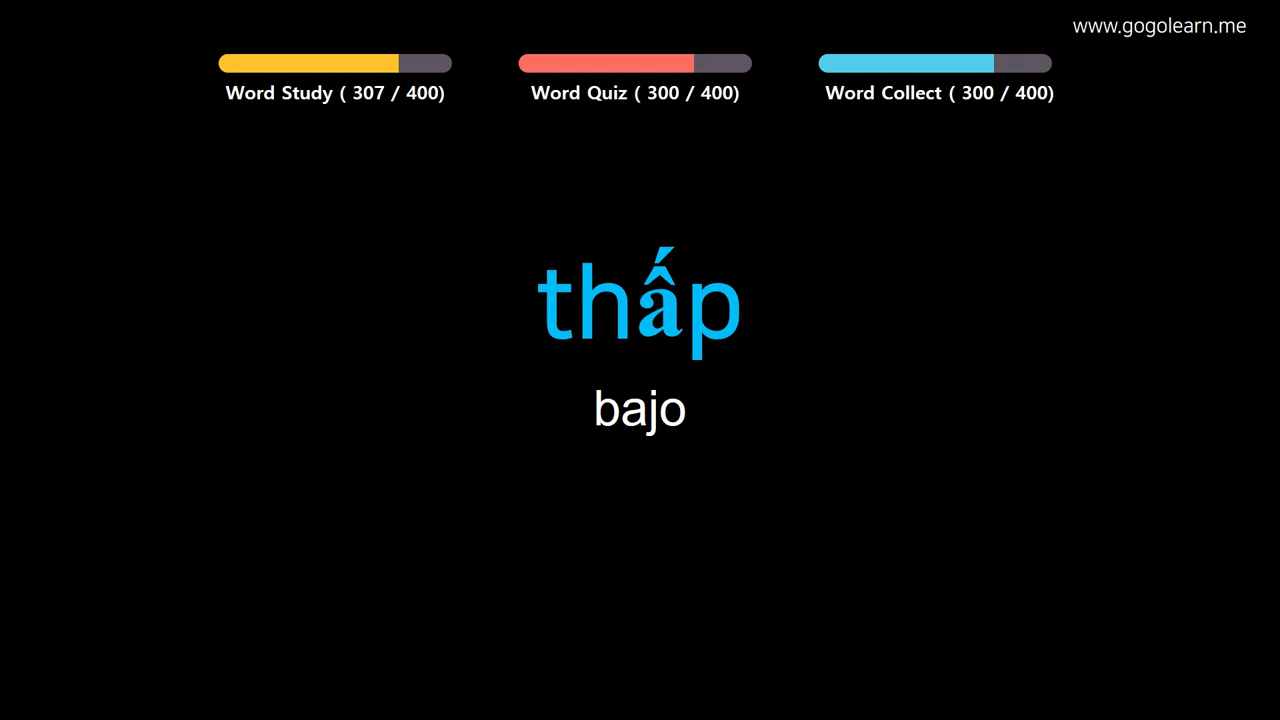 www.gogolearn.me
Word Study ( 307 / 400)
Word Quiz ( 300 / 400)
Word Collect ( 300 / 400)
thấp
bajo